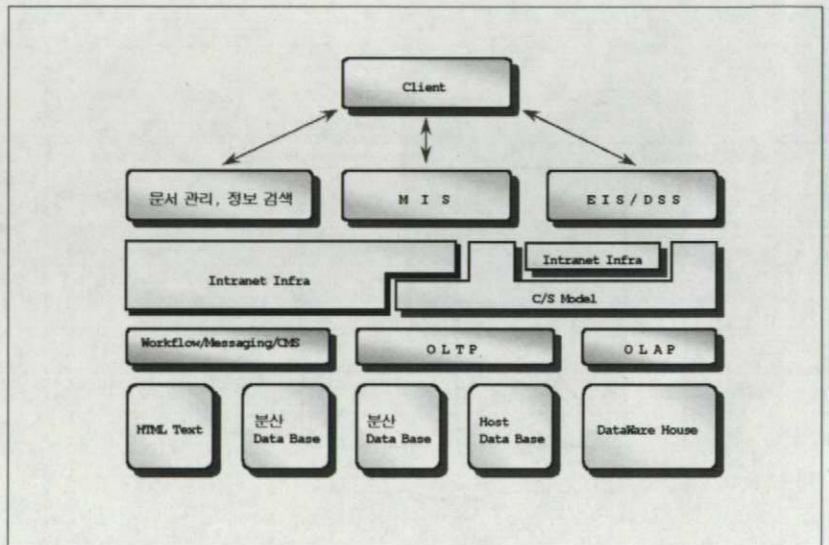 Client
문서 관리, 정보 검색
M I S
E I S / D S S
Intranet Infra
Intranet Infra
C/S Model
Workflow/Messaging/CMS
O L T P
O L A P
HTML Text
분산
Data Base
분산
Data Base
Host
Data Base
DataWare House